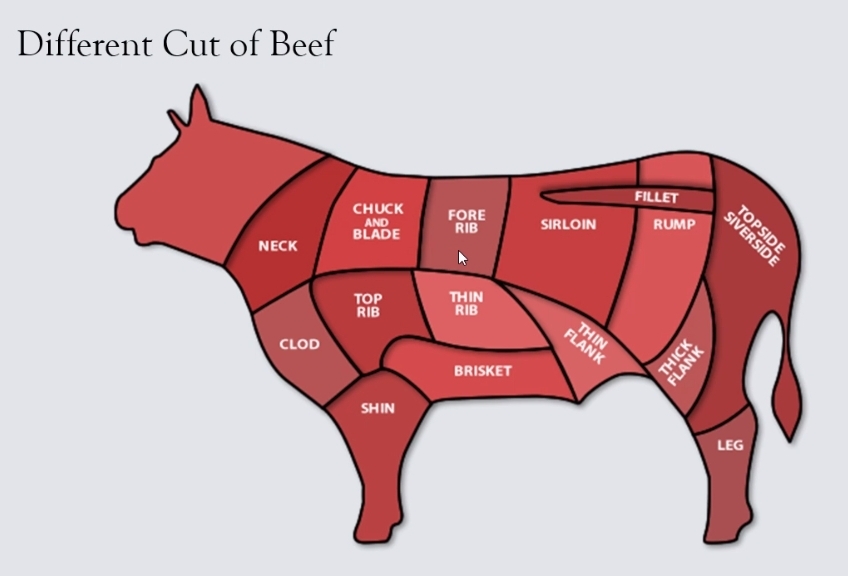 Different Cut of Beef
NECK
CHUCK
AND
BLADE
FORE
RIB
SIRLOIN
FILLET
RUMP
TOPSIDE
SIVERSIDE
CLOD
TOP
RIB
THIN
RIB
THIN
FLANK
THICK
FLANK
BRISKET
SHIN
LEG